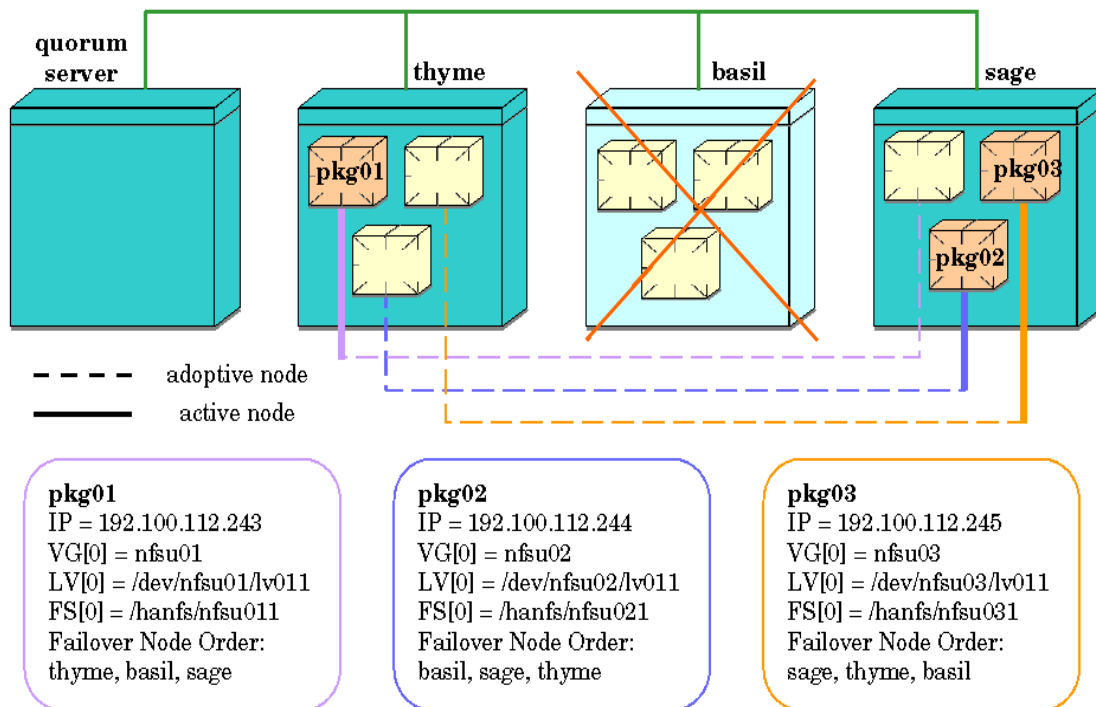 quorum
server
thyme
basil
sage
pkg01
pkg03
pkg02
adoptive node
active node
pkg01
IP = 192.100.112.243
VG[0] = nfsu01
LV[0] = /dev/nfsu01/lv011
FS[0] = /hanfs/nfsu011
Failover Node Order:
thyme, basil, sage
pkg02
IP = 192.100.112.244
VG[0] = nfsu02
LV[0] = /dev/nfsu02/lv011
FS[0] = /hanfs/nfsu021
Failover Node Order:
basil, sage, thyme
pkg03
IP = 192.100.112.245
VG[0] = nfsu03
LV[0] = /dev/nfsu03/lv011
FS[0] = /hanfs/nfsu031
Failover Node Order:
sage, thyme, basil